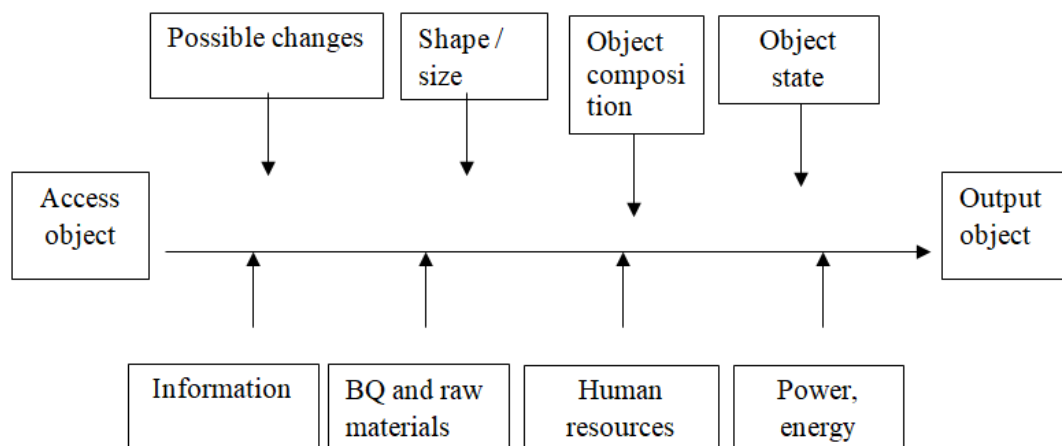 Possible changes
Shape /
size
Object
composi
tion
Object
state
Access
object
Output
object
Information
BQ and raw
materials
Human
resources
Power,
energy